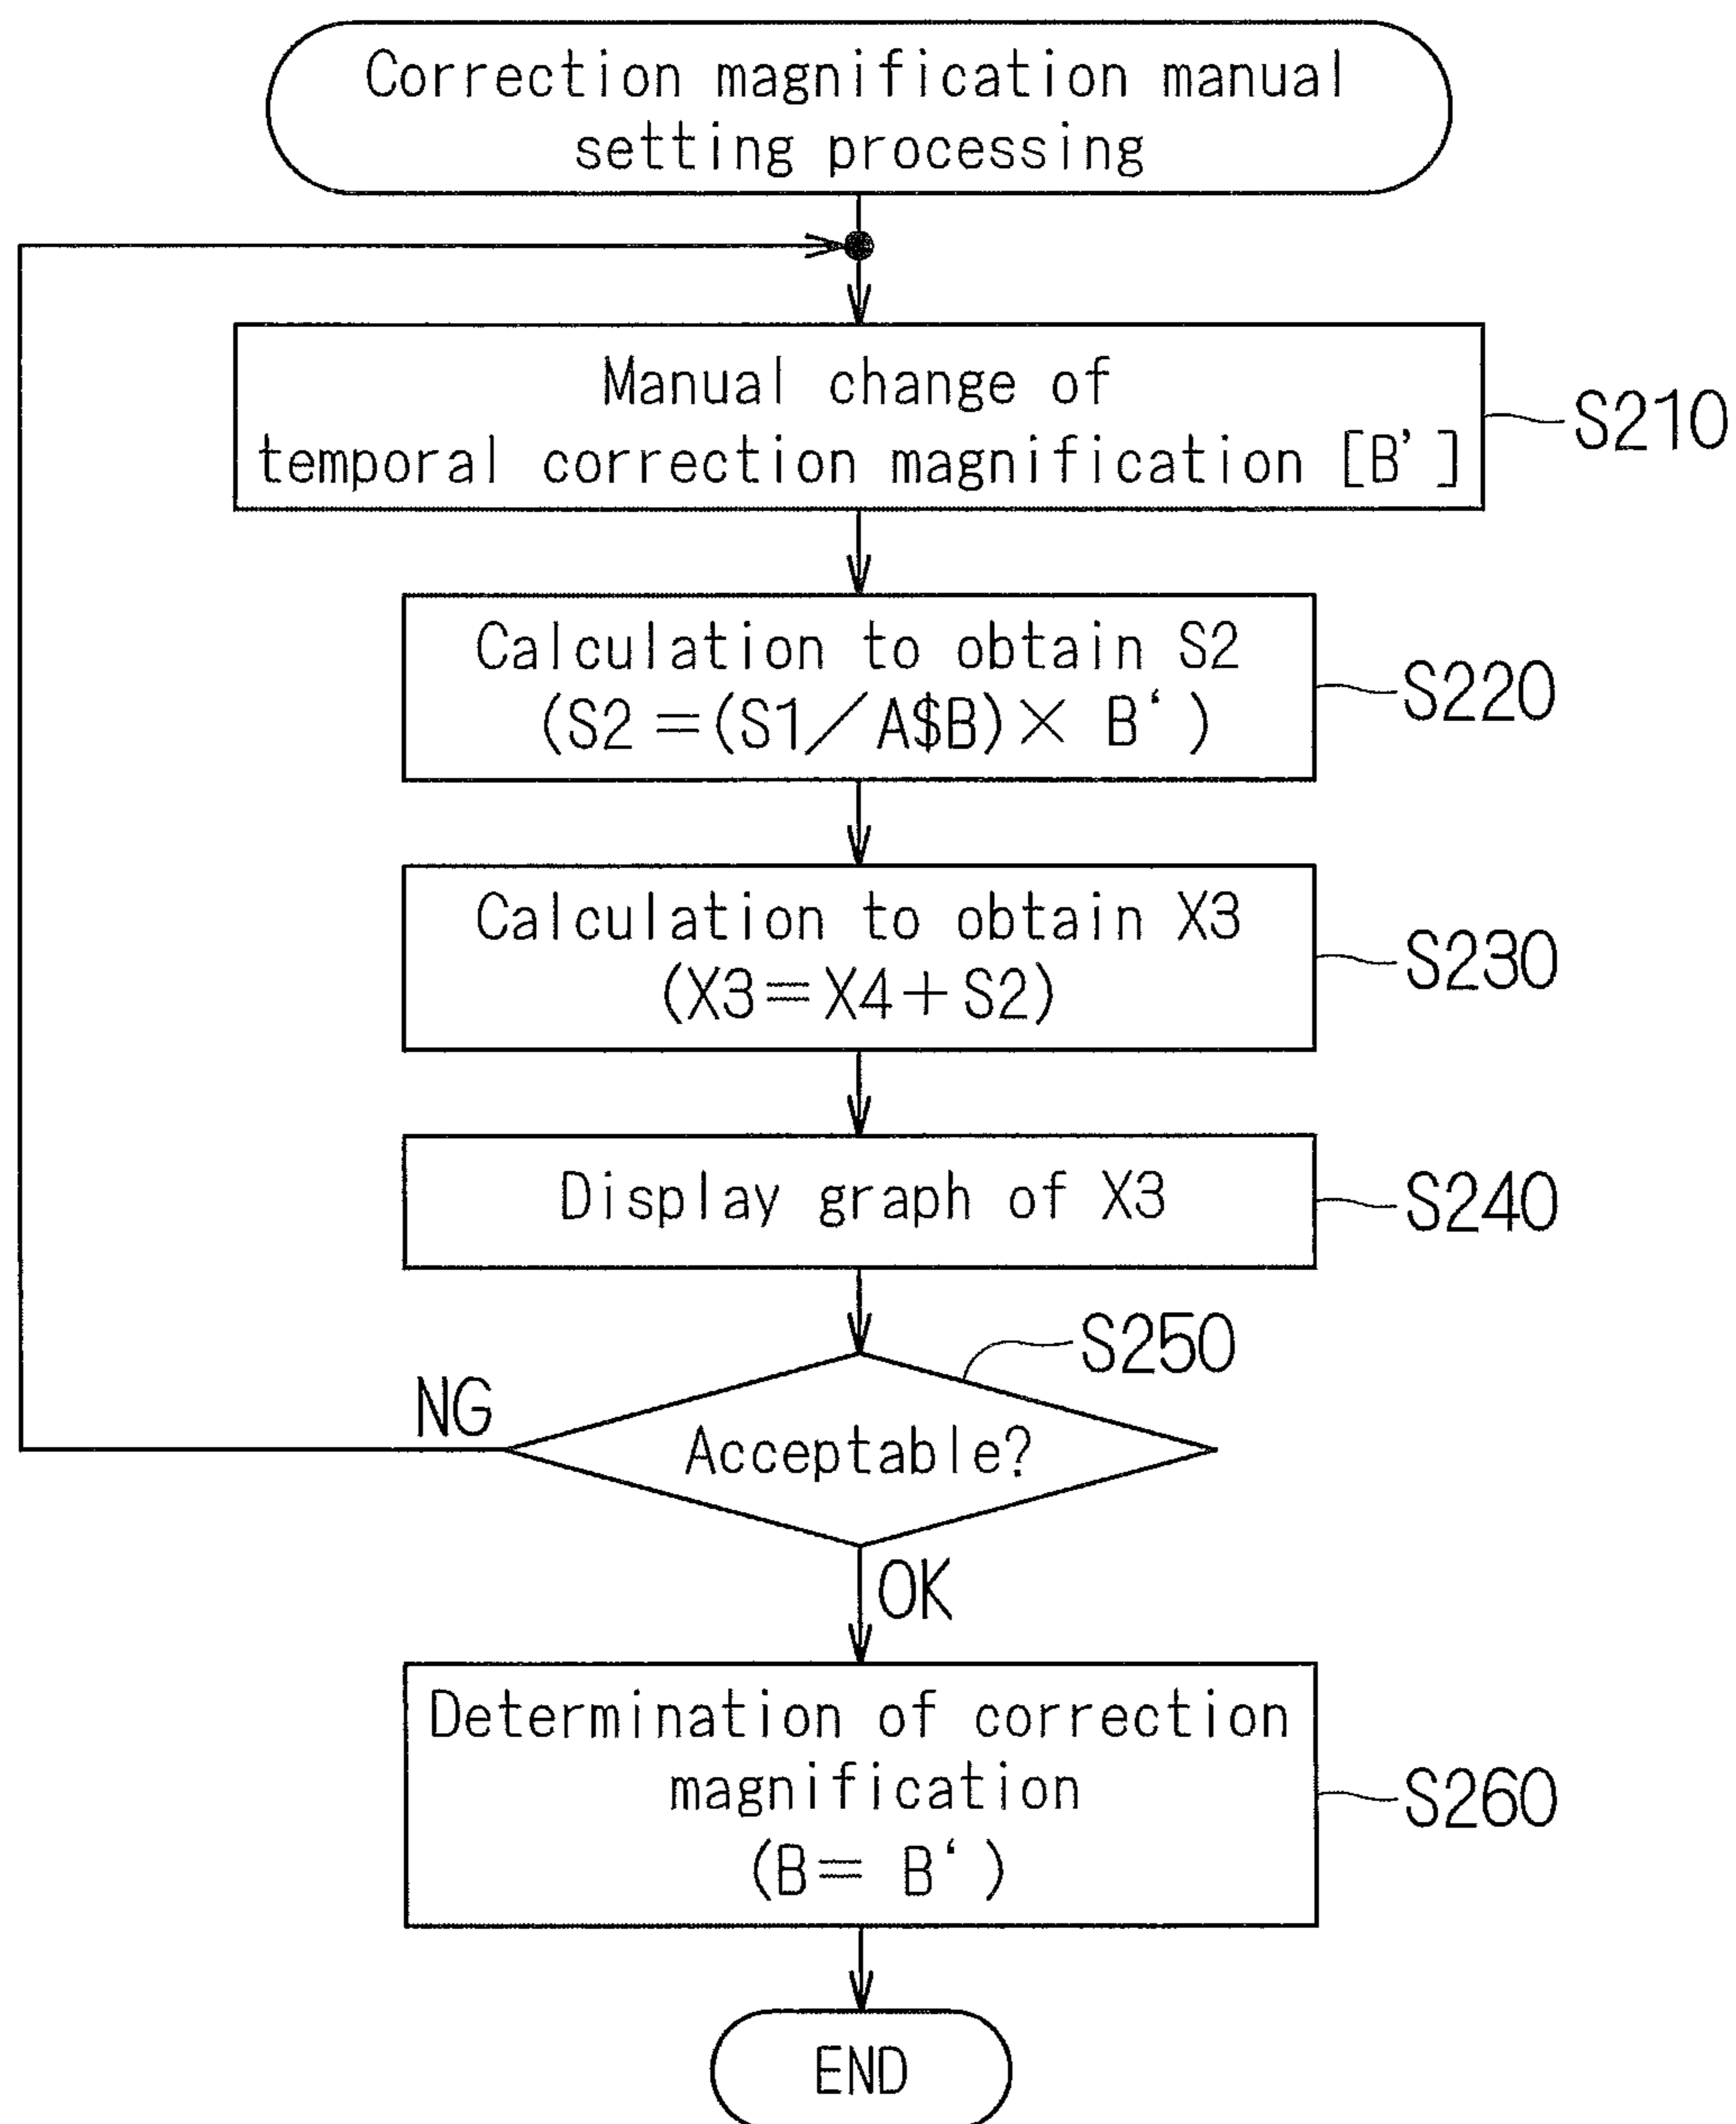 Correction magnification manual
setting processing
Manual change of
temporal correction magnification [B’]
S210
Calculation to obtain S2
(S2=(S1/A$B)× B‘)
S220
Calculation to obtain X3
(X3=X4+S2)
S230
Display graph of X3
S240
S250
NG
Acceptable?
OK
Determination of correction
magnification
(B= B‘)
S260
END